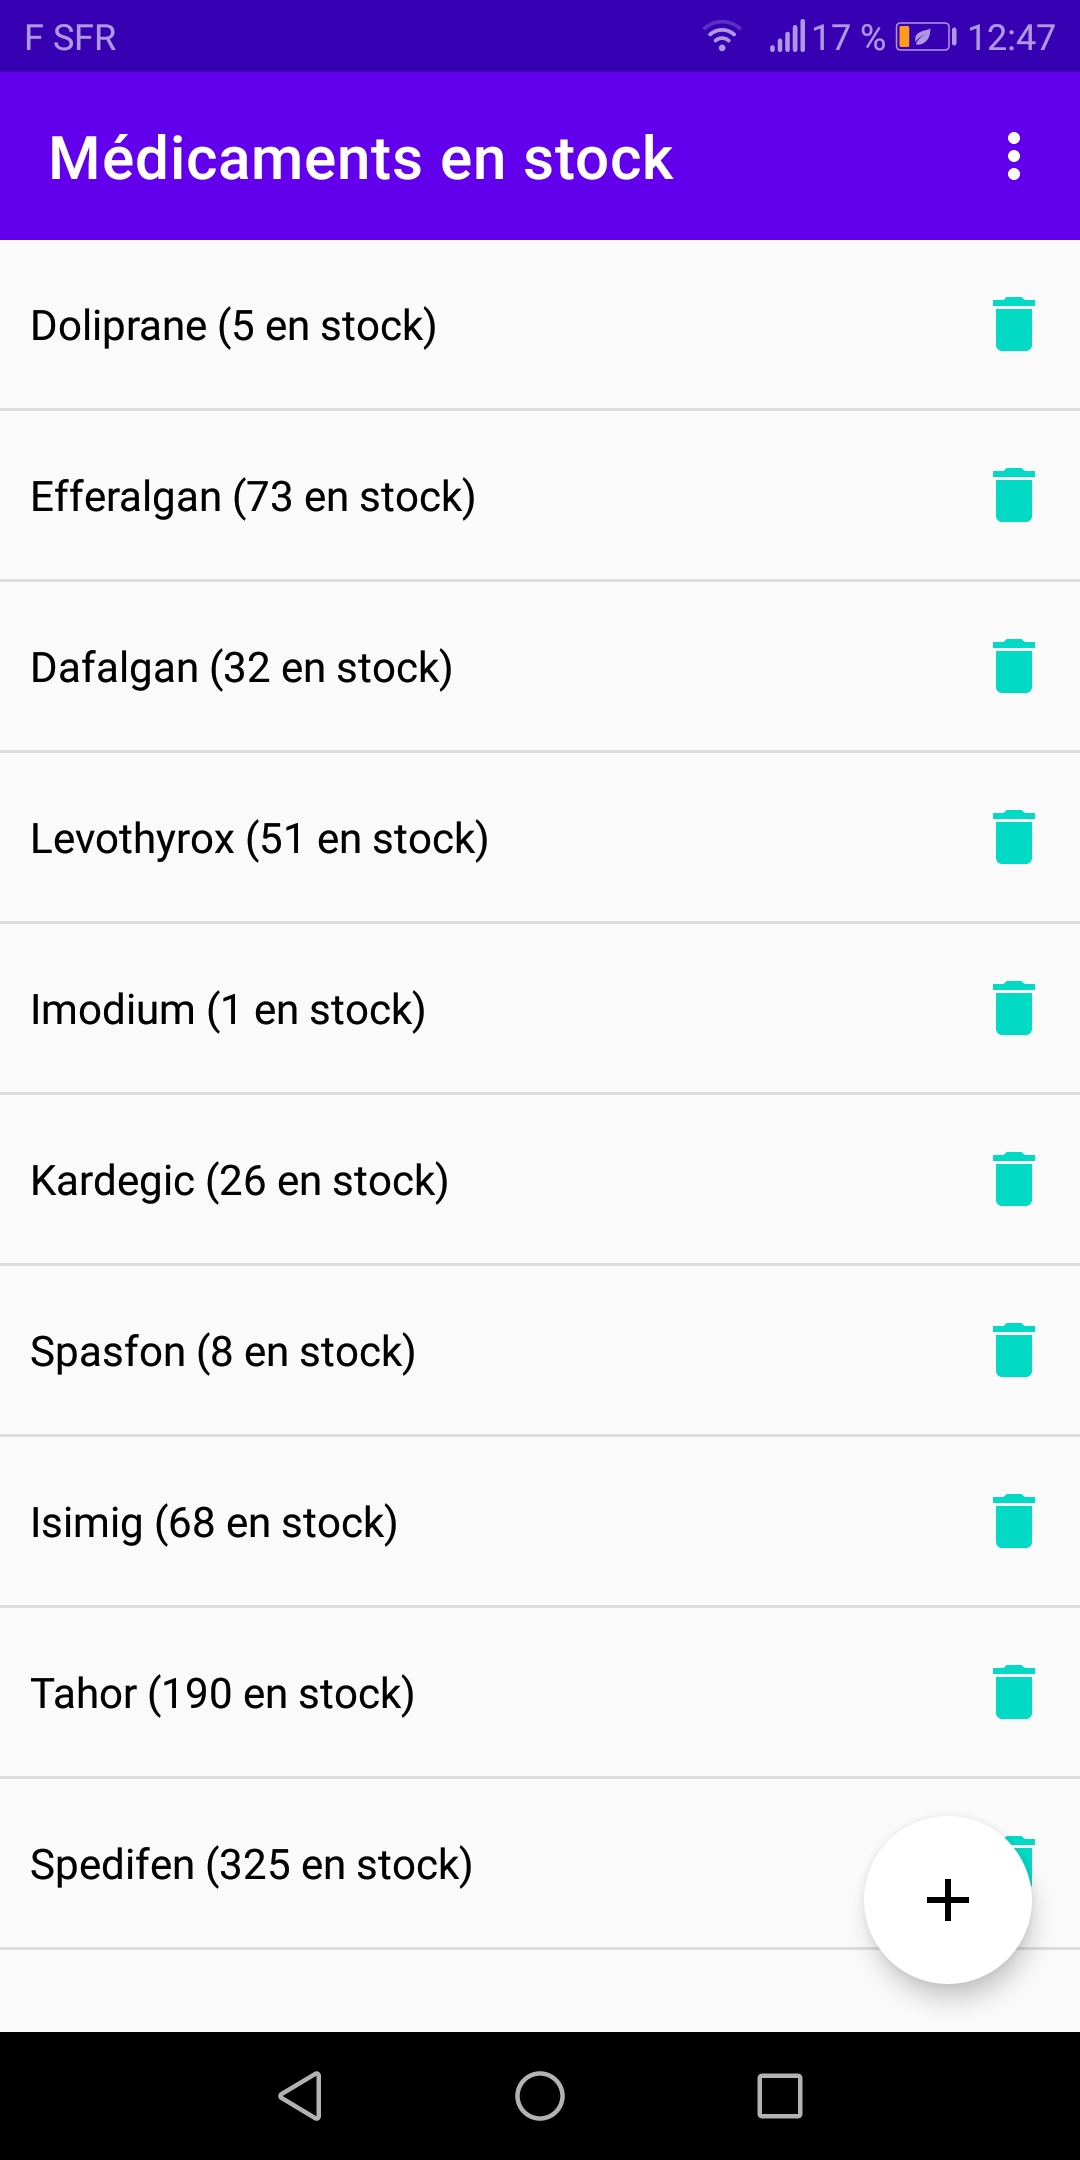 F SFR 17 % 12:47
Médicaments en stock
Doliprane (5 en stock)
Efferalgan (73 en stock)
Dafalgan (32 en stock)
Levothyrox (51 en stock)
Imodium (1 en stock)
Kardegic (26 en stock)
Spasfon (8 en stock)
Isimig (68 en stock)
Tahor (190 en stock)
Spedifen (325 en stock)